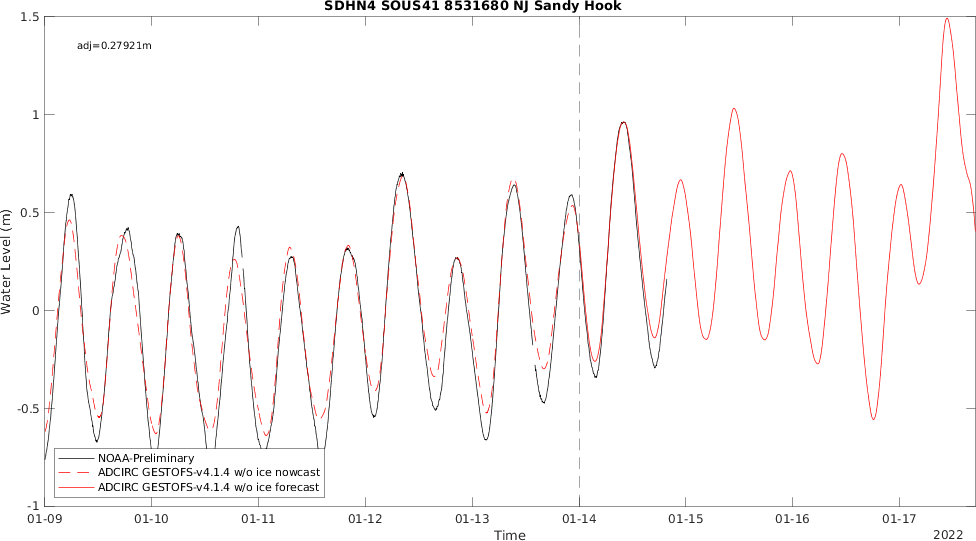 SDHN4 SOUS41 8531680 NJ Sandy Hook
adj=0.27921m
1.5
1
0.5
0
-0.5
-1
Water Level (m)
NOAA-Preliminary
ADCIRC GESTOFS-v4.1.4 w/o ice nowcast
ADCIRC GESTOFS-v4.1.4 w/o ice forecast
01-09 01-10 01-11 01-12 01-13 01-14 01-15 01-16 01-17
Time
2022